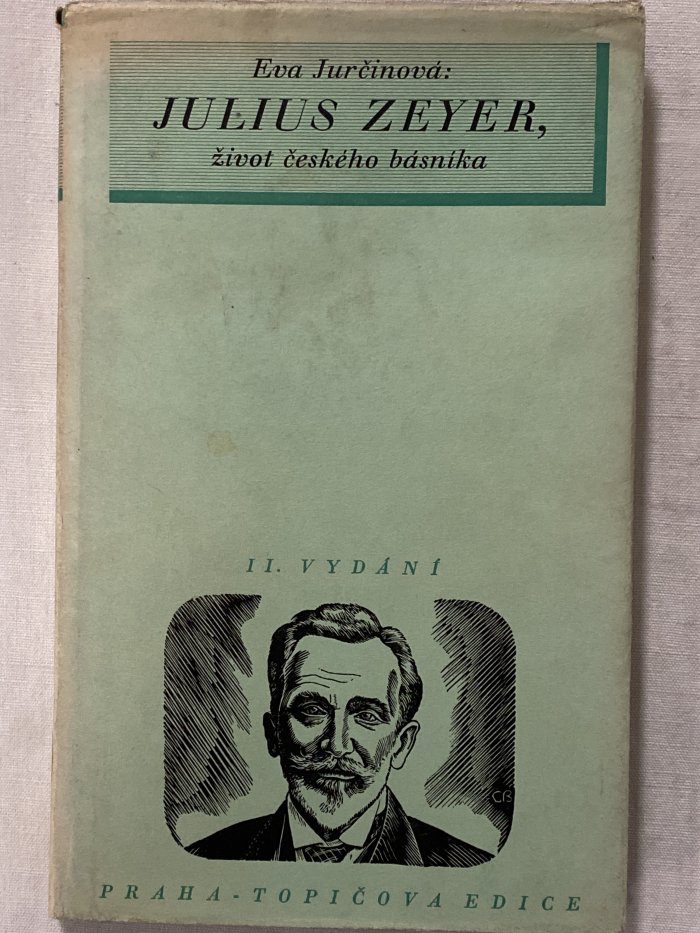 Eva Jurčinová:
JULIUS ZEYER,
život českého básníka
II. VYDÁNÍ
CB
PRAHA-TOPIČOVA EDICE